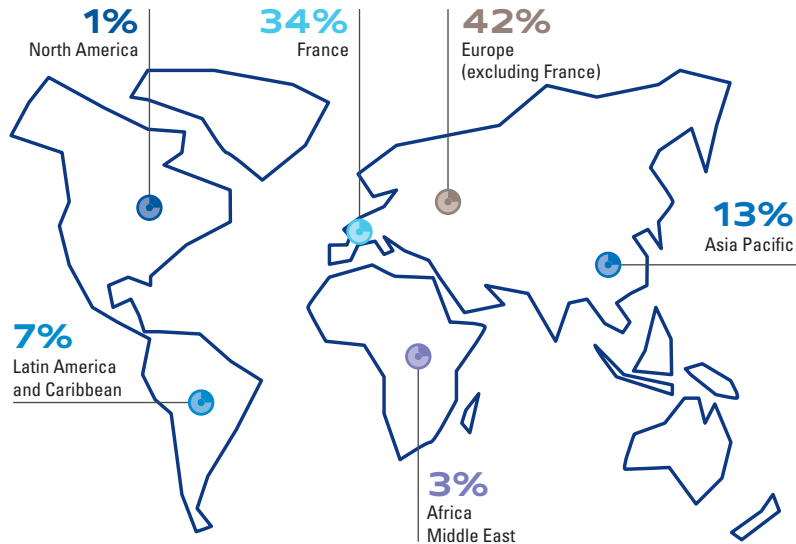 1%
North America
34%
France
42%
Europe
(excluding France)
13%
Asia Pacific
7%
Latin America
and Caribbean
3%
Africa
Middle East